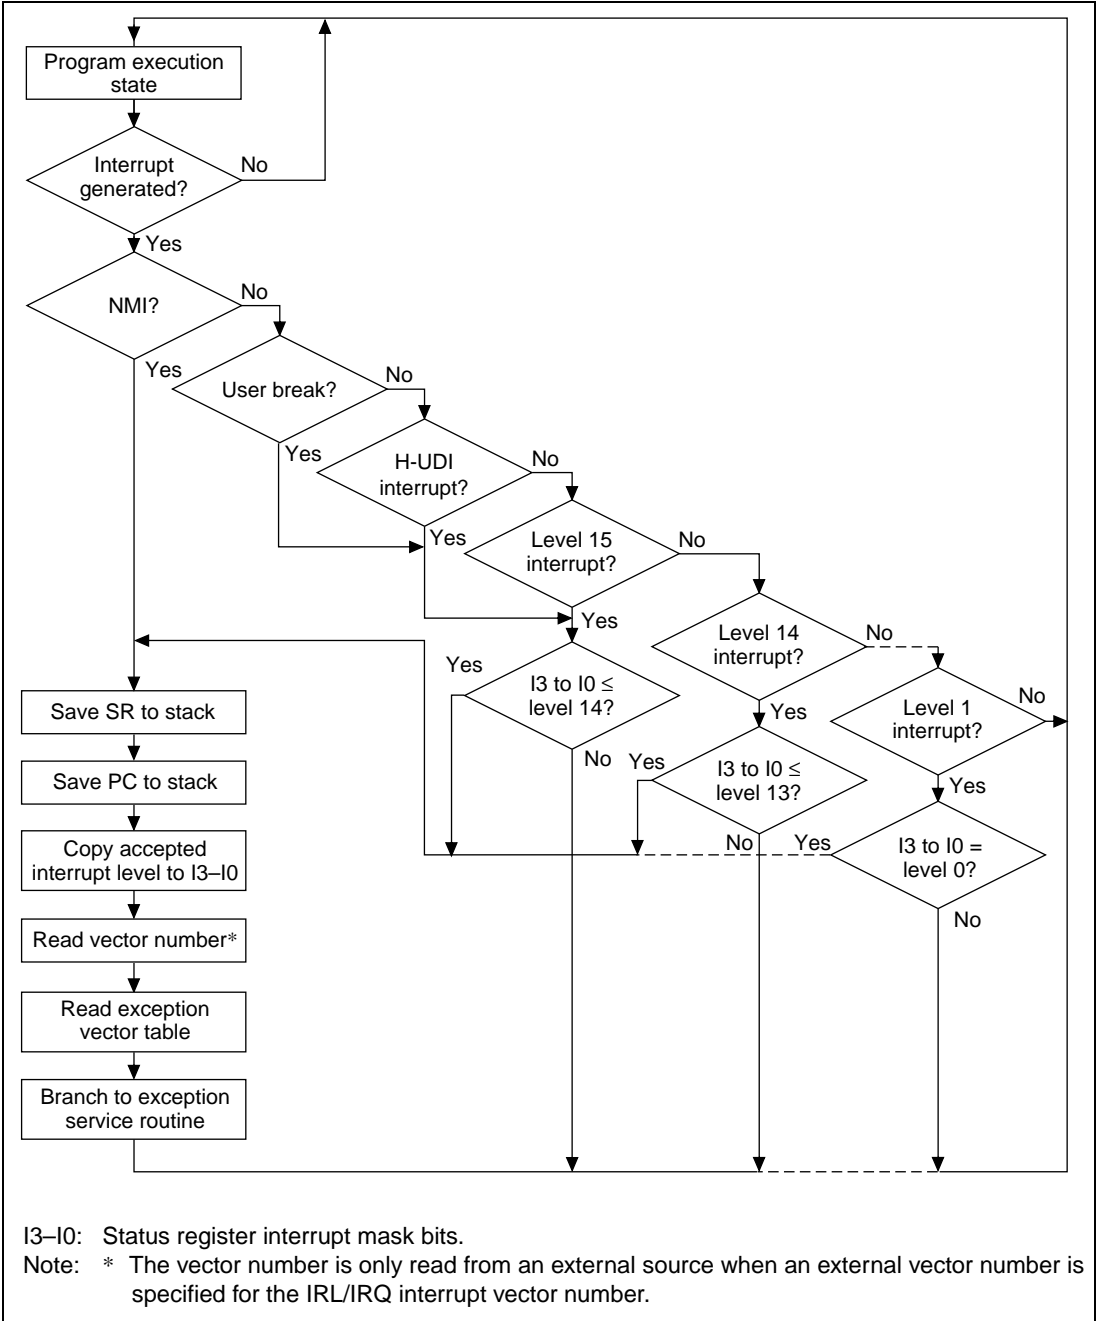 Program execution
state
Interrupt
generated?
No
Yes
NMI?
No
Yes
User break?
No
Yes
H-UDI
interrupt?
No
Yes
Level 15
interrupt?
No
Yes
Level 14
interrupt?
No
Yes
Level 1
interrupt?
No
Yes
I3 to I0 ≤
level 14?
Yes
No
I3 to I0 ≤
level 13?
Yes
No
I3 to I0 =
level 0?
Yes
No
Save SR to stack
Save PC to stack
Copy accepted
interrupt level to I3–I0
Read vector number*
Read exception
vector table
Branch to exception
service routine
I3–I0: Status register interrupt mask bits.
Note: * The vector number is only read from an external source when an external vector number is
specified for the IRL/IRQ interrupt vector number.